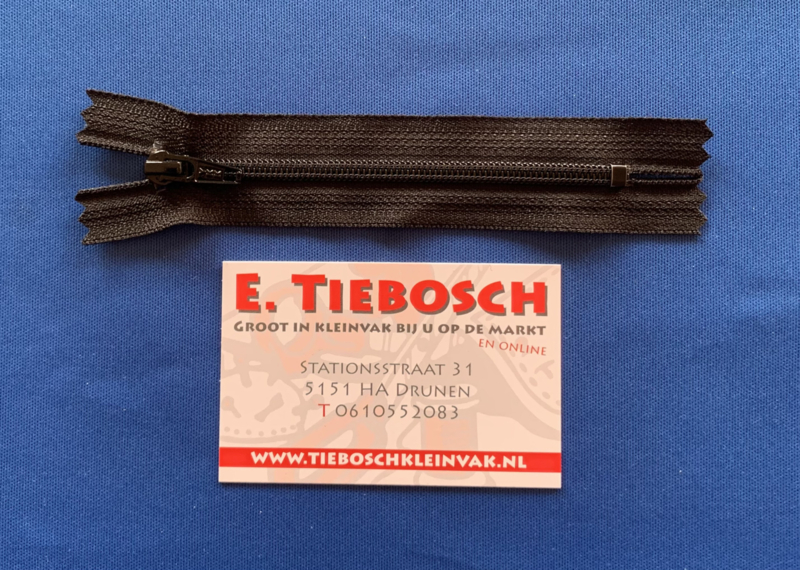 E. TIEBOSCH
GROOT IN KLEINVAK BIJ U OP DE MARKT
EN ONLINE
STATIONSSTRAAT 31
5151 HA DRUNEN
T 0610552083
WWW.TIEBOSCHKLEINVAK.NL